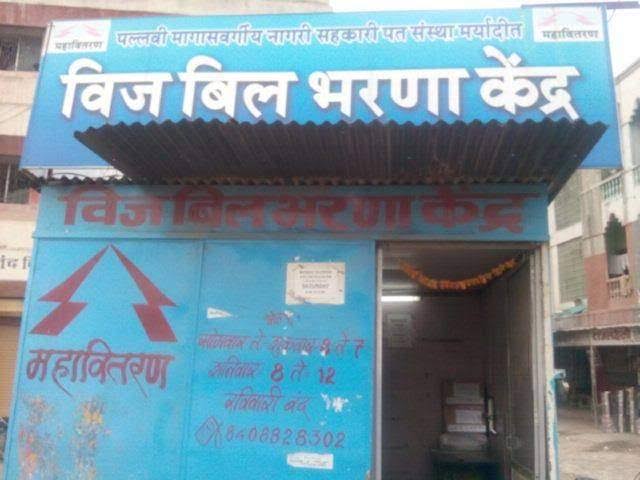 महावितरण
पल्लवी मागासवर्गीय नागरी सहकारी पत संस्था मर्यादीत
महावितरण
विज बिल भरणा केंद्र
विज बिल भरणा केंद्र
महावितरण
सोमवार ते शुक्रवार 8 ते 7
शनिवार 8 ते 12
रविवारी बंद
8408828302